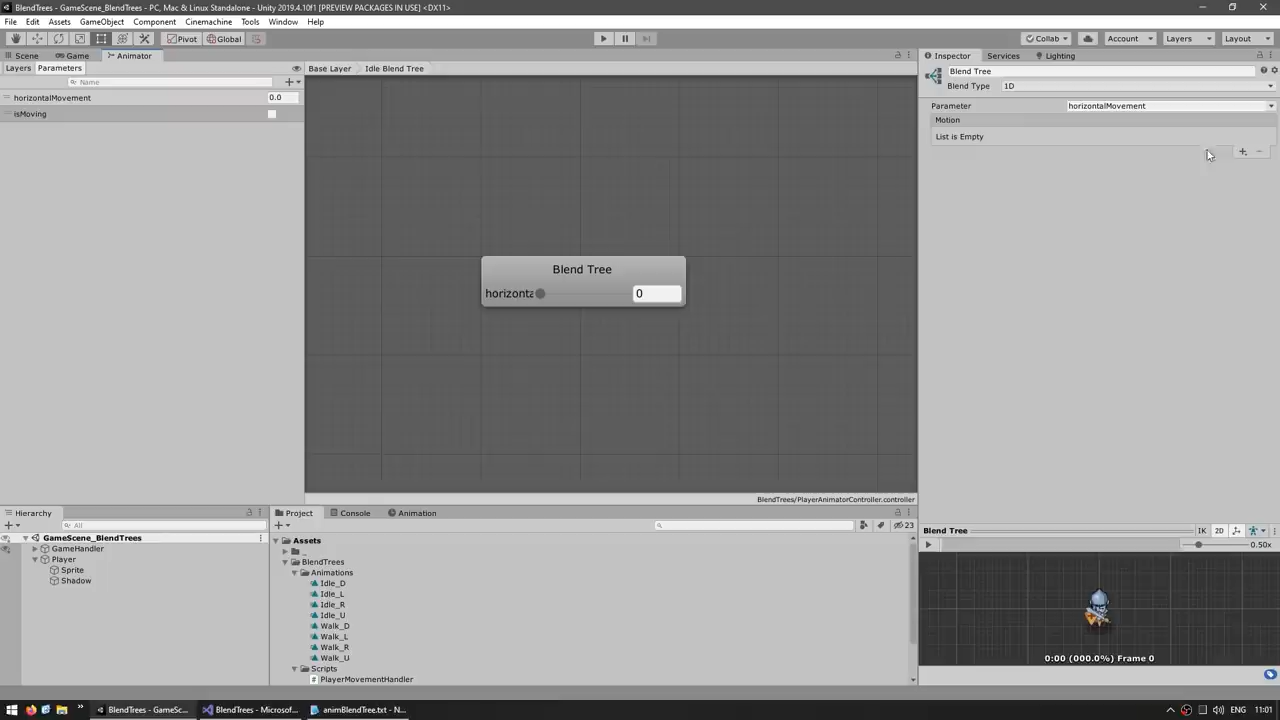 BlendTrees - GameScene_BlendTrees - PC, Mac & Linux Standalone - Unity 2019.4.10f1 [PREVIEW PACKAGES IN USE] <DX11>
File Edit Assets GameObject Component Cinemachine Tools Window Help
Pivot Global Collab Account Layers Layout
Scene Game Animator Inspector Services Lighting
Layers Parameters Base Layer Idle Blend Tree Blend Tree
Name Blend Type 1D
horizontalMovement 0.0 Parameter horizontalMovement
isMoving Motion
List is Empty
Blend Tree
horizonta 0
BlendTrees/PlayerAnimatorController.controller
Hierarchy Project Console Animation
All 23 Blend Tree IK 2D
GameScene_BlendTrees Assets 0.50x
GameHandler ..
Player BlendTrees
Sprite Animations
Shadow Idle_D
Idle_L
Idle_R
Idle_U
Walk_D
Walk_L
Walk_R
Walk_U 0:00 (000.0%) Frame 0
Scripts
PlayerMovementHandler
BlendTrees - GameSc... BlendTrees - Microsof... animBlendTree.txt - N... ENG 11:01